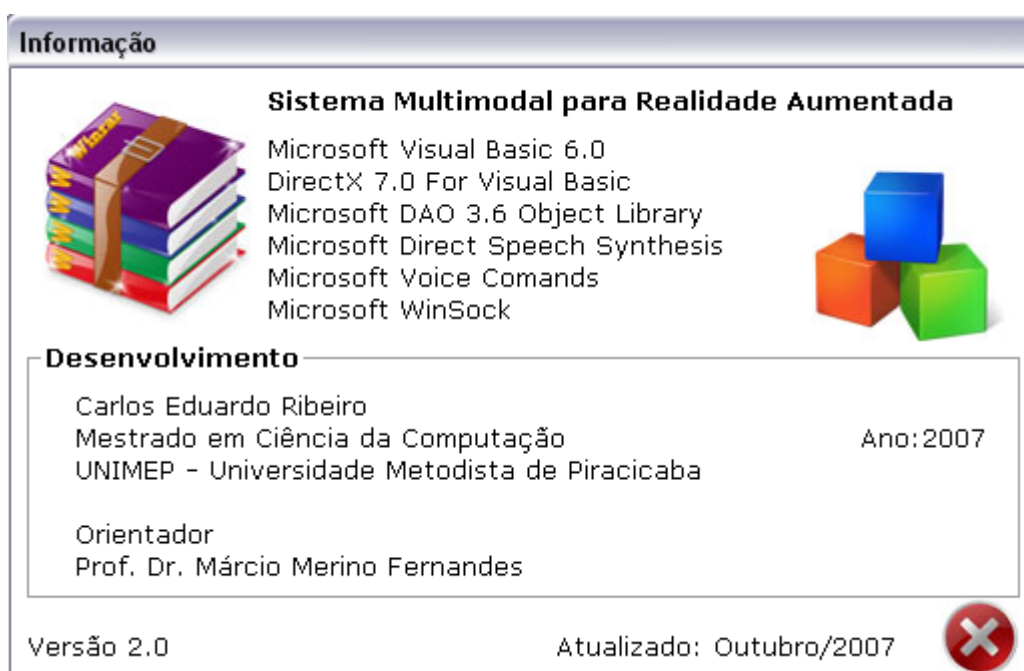 Informação
Winrar
W
W
W
Sistema Multimodal para Realidade Aumentada
Microsoft Visual Basic 6.0
DirectX 7.0 For Visual Basic
Microsoft DAO 3.6 Object Library
Microsoft Direct Speech Synthesis
Microsoft Voice Comands
Microsoft WinSock
Desenvolvimento
Carlos Eduardo Ribeiro
Mestrado em Ciência da Computação Ano:2007
UNIMEP - Universidade Metodista de Piracicaba
Orientador
Prof. Dr. Márcio Merino Fernandes
Versão 2.0 Atualizado: Outubro/2007